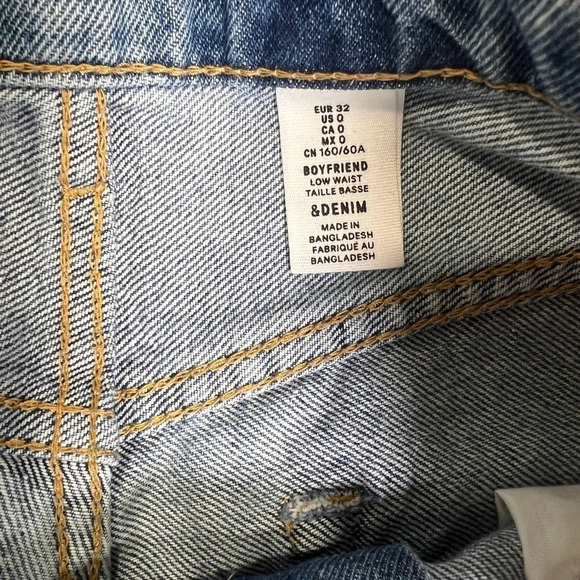 EUR 32
US 0
CA 0
MX 0
CN 160/60A
BOYFRIEND
LOW WAIST
TAILLE BASSE
&DENIM
MADE IN
BANGLADESH
FABRIQUÉ AU
BANGLADESH